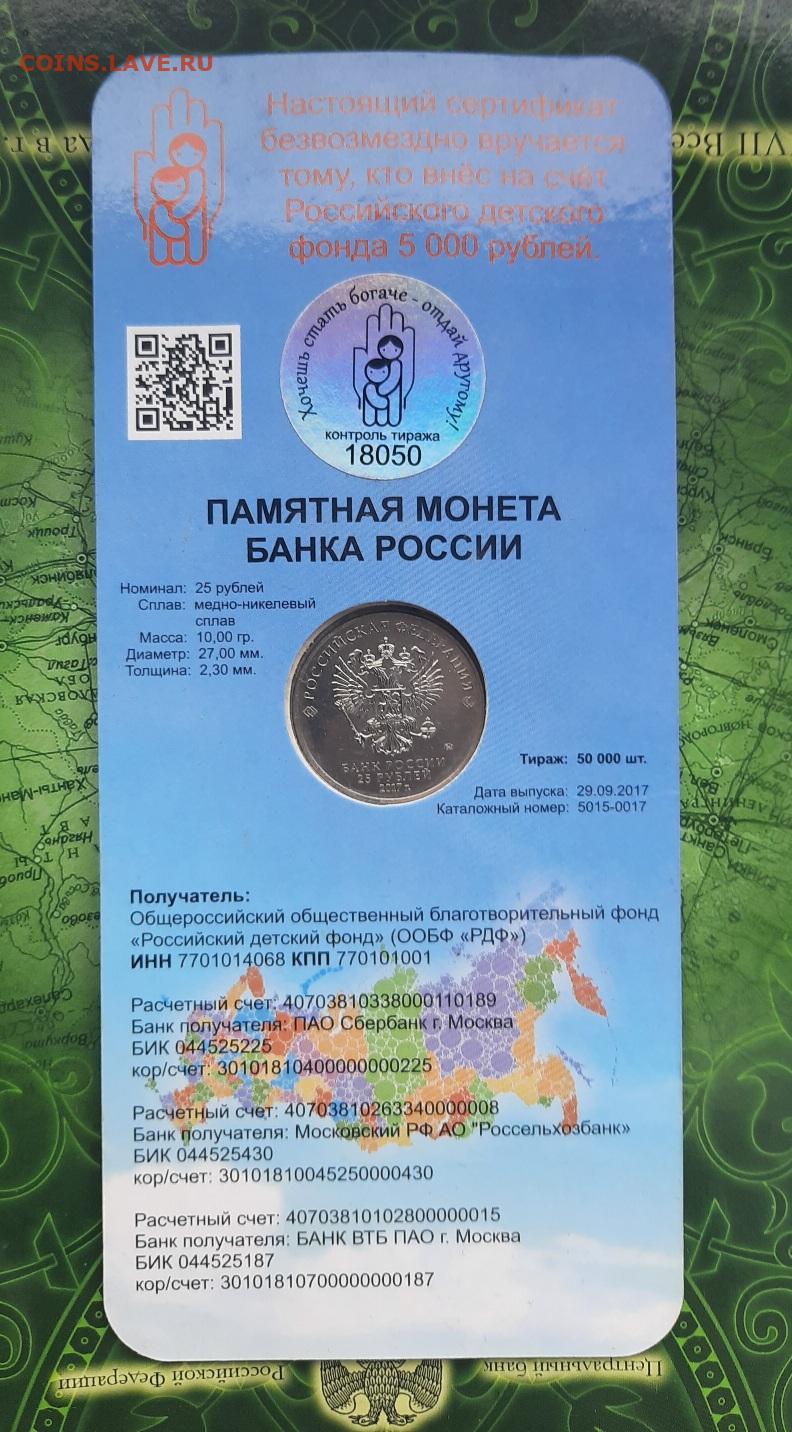 COINS.LAVE.RU
Настоящий сертификат
безвозмездно вручается
тому, кто внёс на счёт
Российского детского
фонда 5 000 рублей.
Хочешь стать богаче - отдай другому!
контроль тиража
18050
ПАМЯТНАЯ МОНЕТА
БАНКА РОССИИ
Номинал: 25 рублей
Сплав: медно-никелевый
сплав
Масса: 10,00 гр.
Диаметр: 27,00 мм.
Толщина: 2,30 мм.
РОССИЙСКАЯ ФЕДЕРАЦИЯ
БАНК РОССИИ
25 РУБЛЕЙ
2017 г.
Тираж: 50 000 шт.
Дата выпуска: 29.09.2017
Каталожный номер: 5015-0017
Получатель:
Общероссийский общественный благотворительный фонд
«Российский детский фонд» (ООБФ «РДФ»)
ИНН 7701014068 КПП 770101001
Расчетный счет: 40703810338000110189
Банк получателя: ПАО Сбербанк г. Москва
БИК 044525225
кор/счет: 30101810400000000225
Расчетный счет: 40703810263340000008
Банк получателя: Московский РФ АО "Россельхозбанк»
БИК 044525430
кор/счет: 30101810045250000430
Расчетный счет: 40703810102800000015
Банк получателя: БАНК ВТБ ПАО г. Москва
БИК 044525187
кор/счет: 30101810700000000187
Центральный банк
Российской Федерации